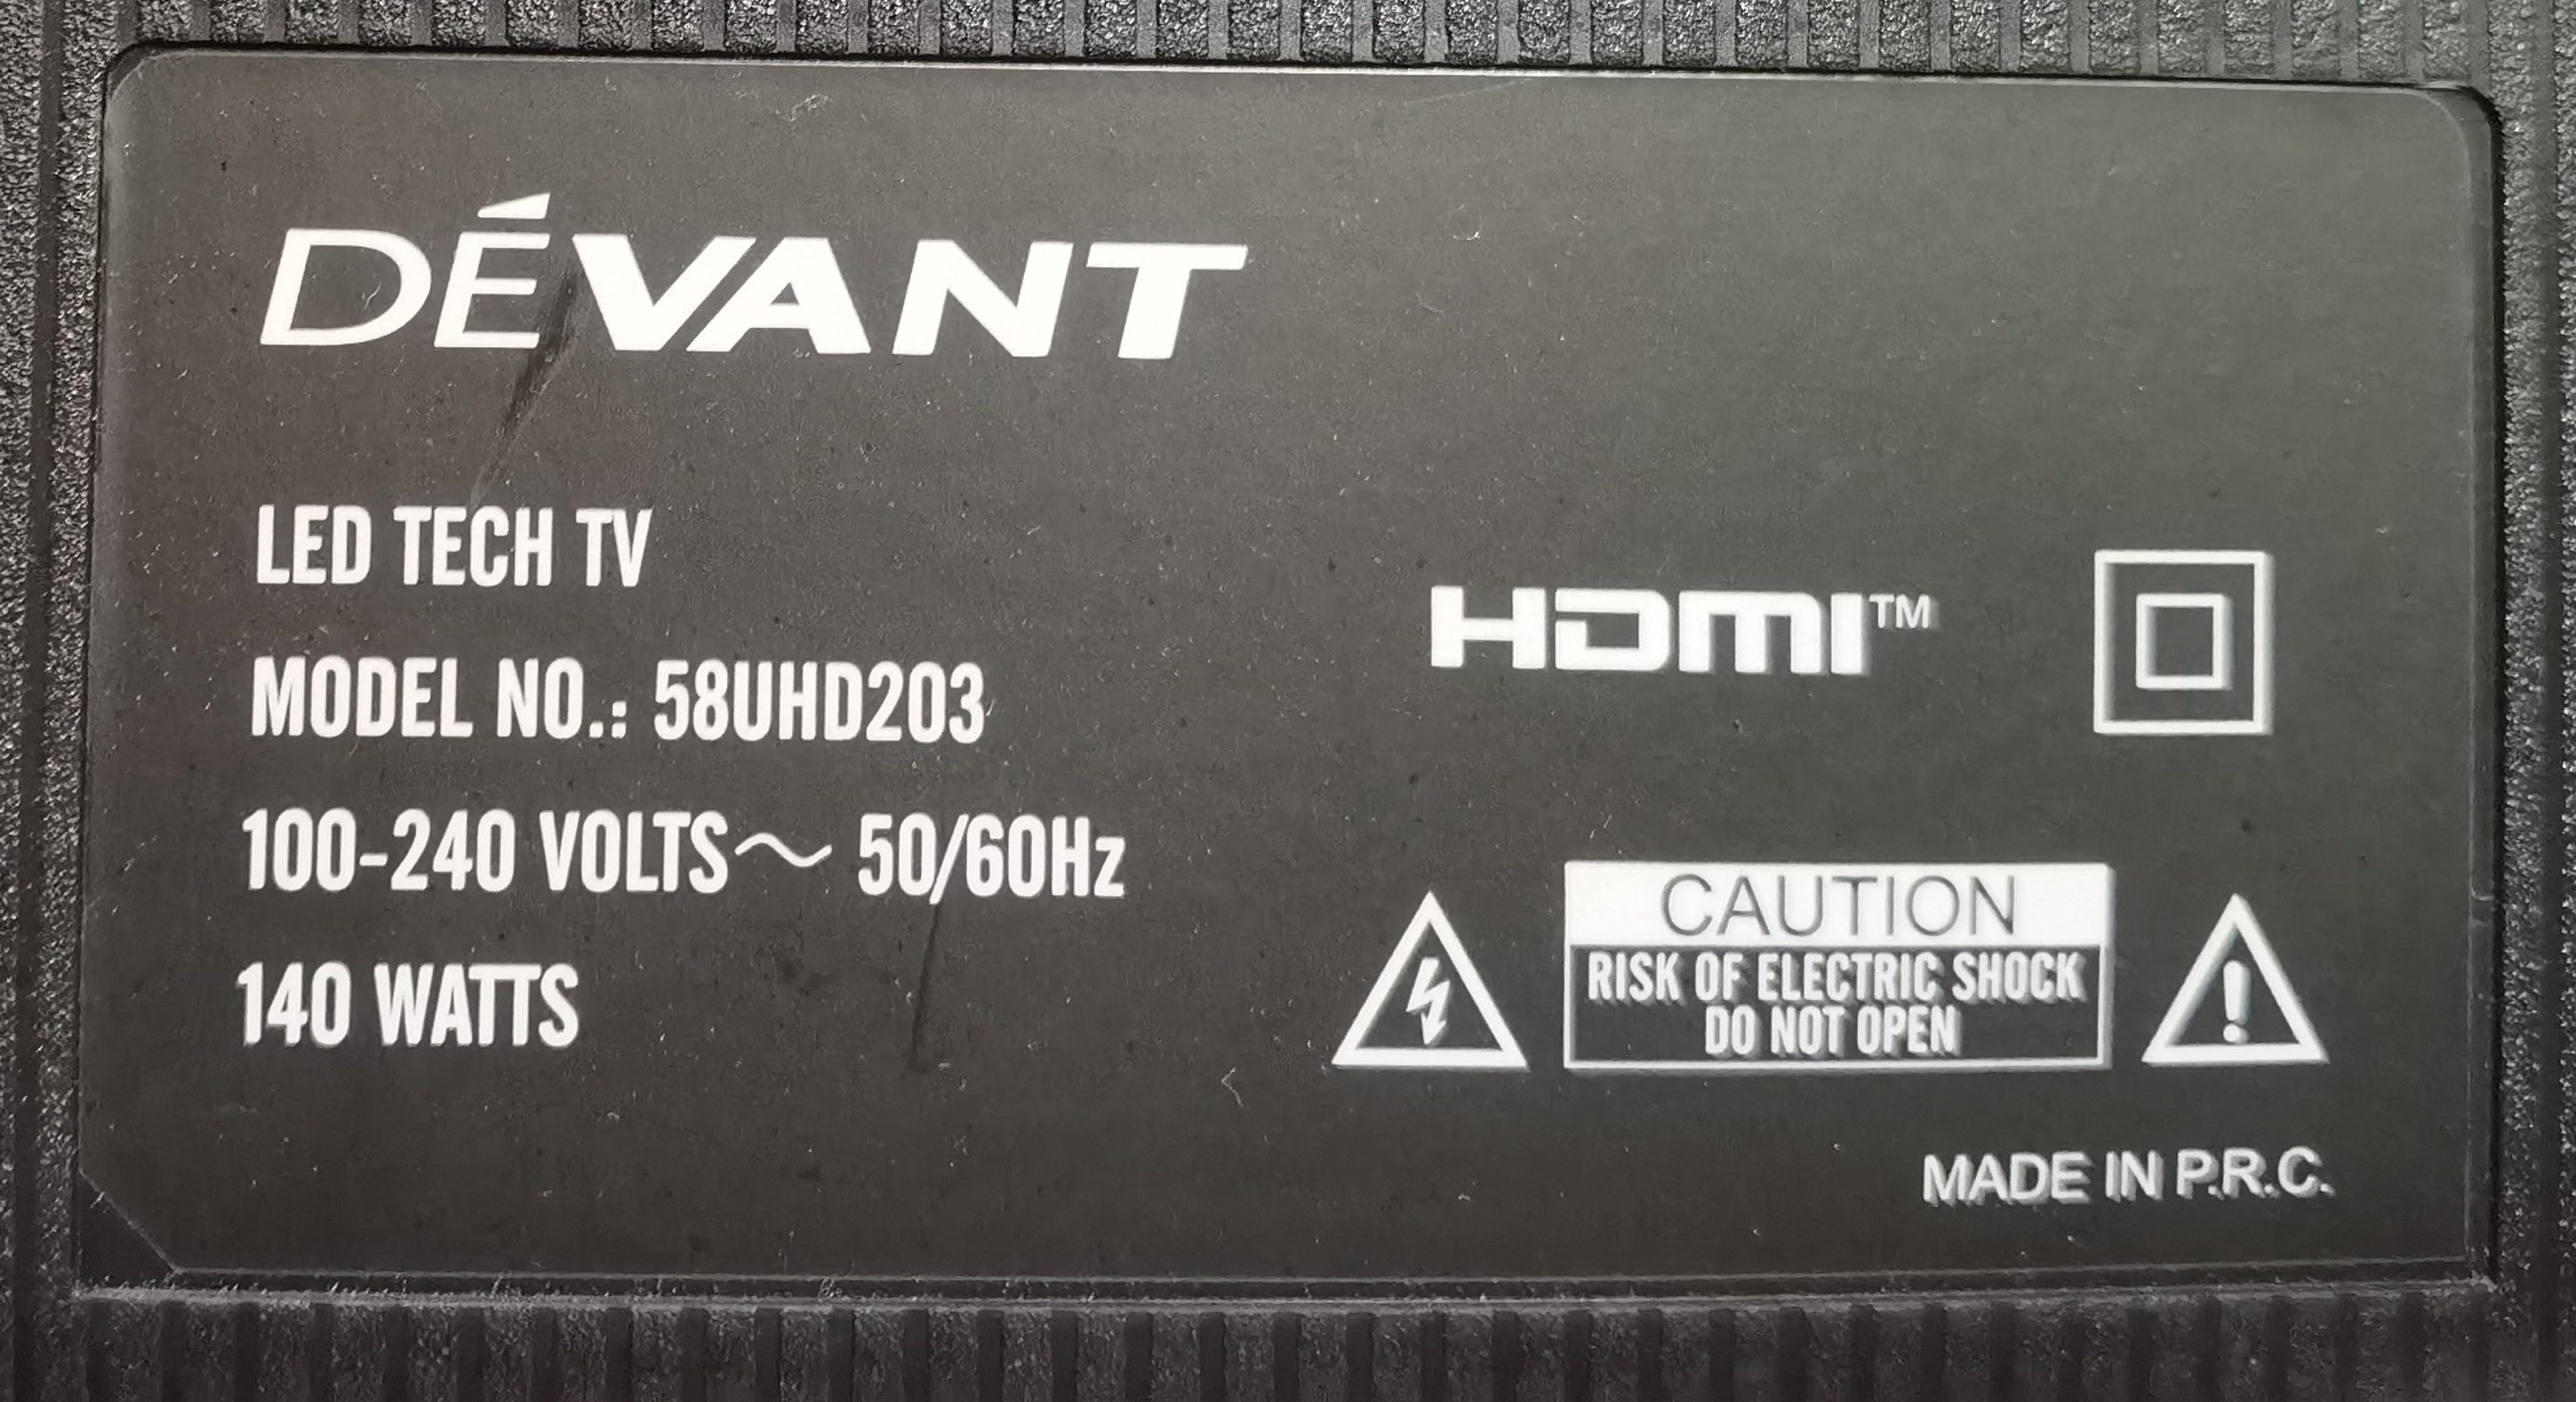 DÉVANT
LED TECH TV
MODEL NO.: 58UHD203
100-240 VOLTS～ 50/60Hz
140 WATTS
HDMI™
CAUTION
RISK OF ELECTRIC SHOCK
DO NOT OPEN
MADE IN P.R.C.